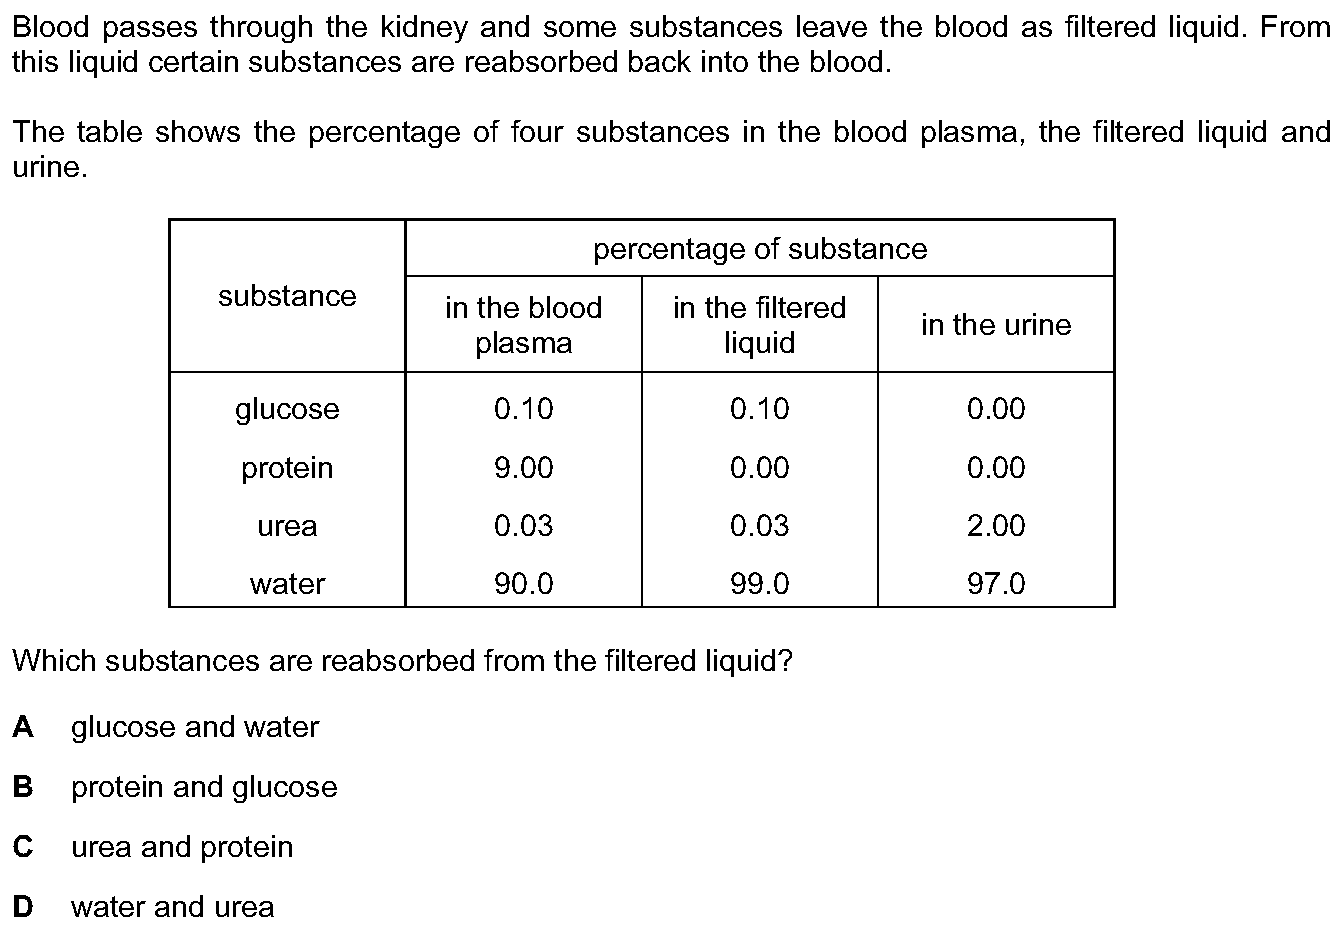 Blood passes through the kidney and some substances leave the blood as filtered liquid. From
this liquid certain substances are reabsorbed back into the blood.
The table shows the percentage of four substances in the blood plasma, the filtered liquid and
urine.
substance
percentage of substance
in the blood
plasma
in the filtered
liquid
in the urine
glucose 0.10 0.10 0.00
protein 9.00 0.00 0.00
urea 0.03 0.03 2.00
water 90.0 99.0 97.0
Which substances are reabsorbed from the filtered liquid?
A glucose and water
B protein and glucose
C urea and protein
D water and urea